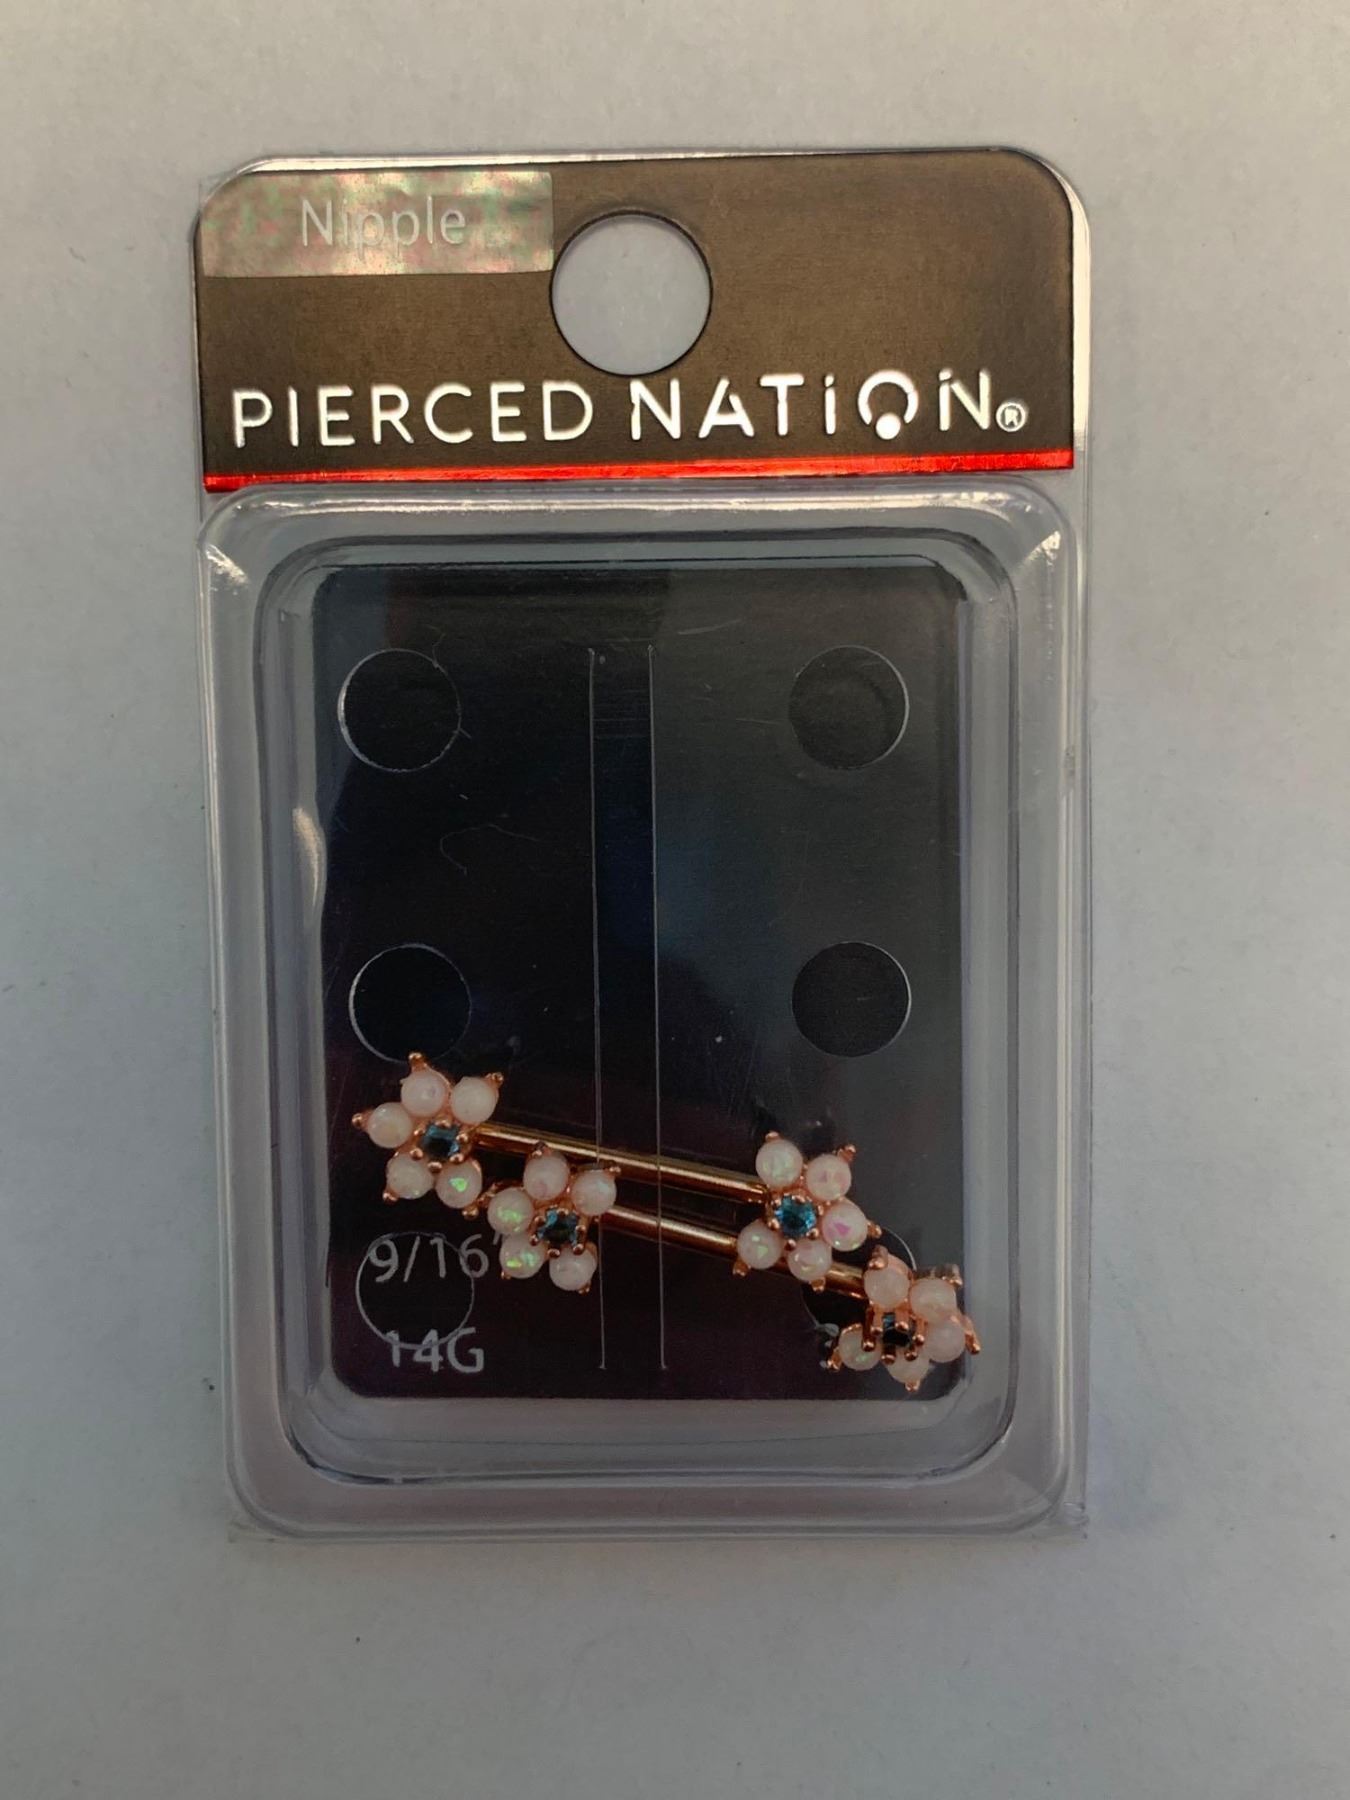 Nipple
PIERCED NATION®
9/16"
14G